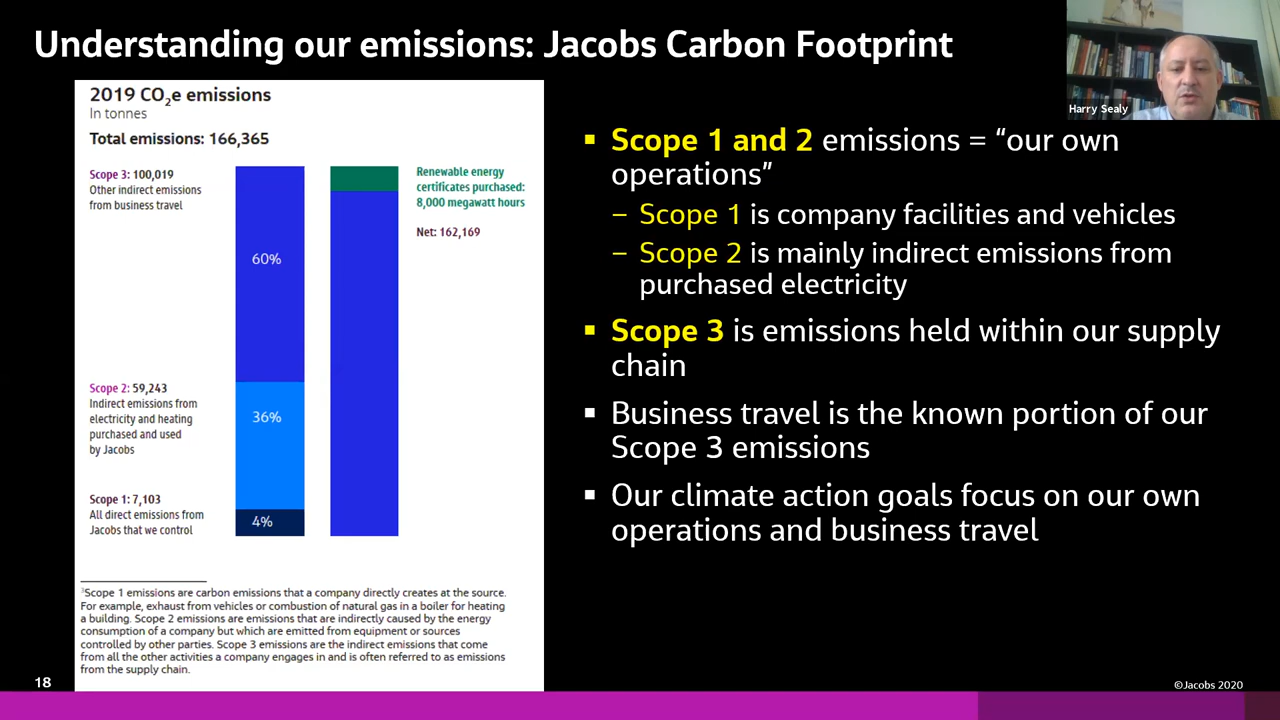 Understanding our emissions: Jacobs Carbon Footprint
Harry Sealy
2019 CO₂e emissions
In tonnes
Total emissions: 166,365
Scope 3: 100,019
Other indirect emissions
from business travel
60%
Renewable energy
certificates purchased:
8,000 megawatt hours
Net: 162,169
Scope 2: 59,243
Indirect emissions from
electricity and heating
purchased and used
by Jacobs
36%
Scope 1: 7,103
All direct emissions from
Jacobs that we control
4%
³Scope 1 emissions are carbon emissions that a company directly creates at the source.
For example, exhaust from vehicles or combustion of natural gas in a boiler for heating
a building. Scope 2 emissions are emissions that are indirectly caused by the energy
consumption of a company but which are emitted from equipment or sources
controlled by other parties. Scope 3 emissions are the indirect emissions that come
from all the other activities a company engages in and is often referred to as emissions
from the supply chain.
▪ Scope 1 and 2 emissions = “our own
operations”
– Scope 1 is company facilities and vehicles
– Scope 2 is mainly indirect emissions from
purchased electricity
▪ Scope 3 is emissions held within our supply
chain
▪ Business travel is the known portion of our
Scope 3 emissions
▪ Our climate action goals focus on our own
operations and business travel
18
©Jacobs 2020